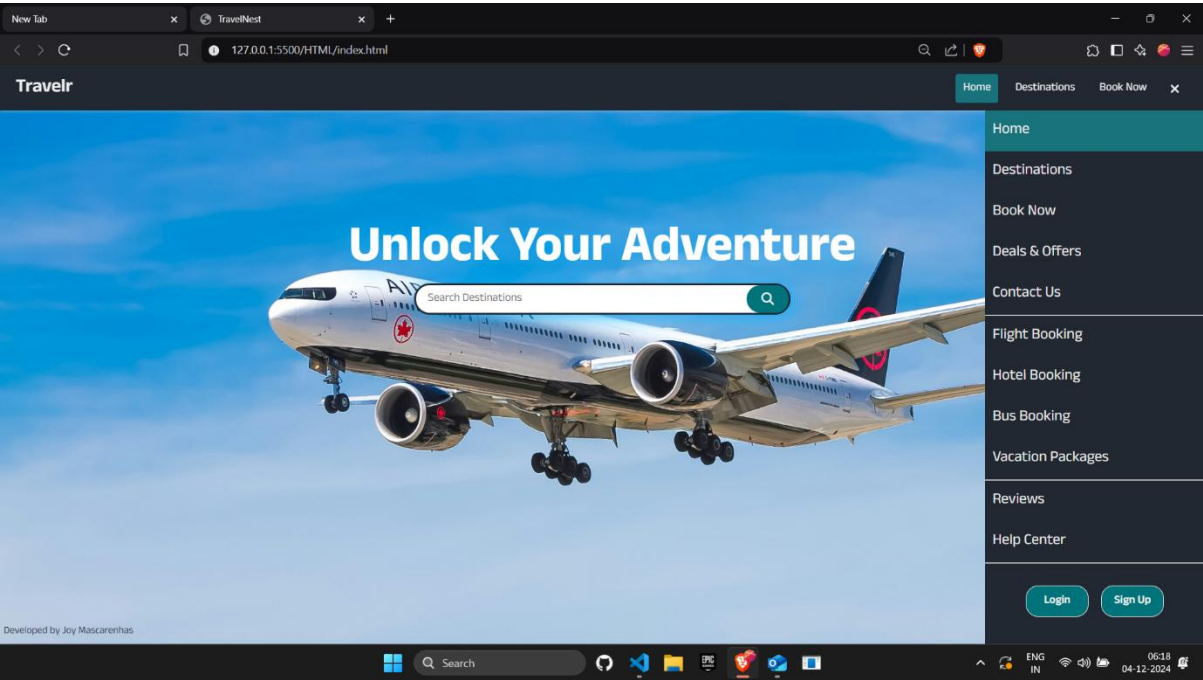 New Tab
TravelNest
127.0.0.1:5500/HTML/index.html
Travelr
Home Destinations Book Now
Home
Destinations
Book Now
Deals & Offers
Contact Us
Flight Booking
Hotel Booking
Bus Booking
Vacation Packages
Reviews
Help Center
Login Sign Up
Unlock Your Adventure
AI
Search Destinations
Developed by Joy Mascarenhas
Search
EPIC
ENG
IN
06:18
04-12-2024